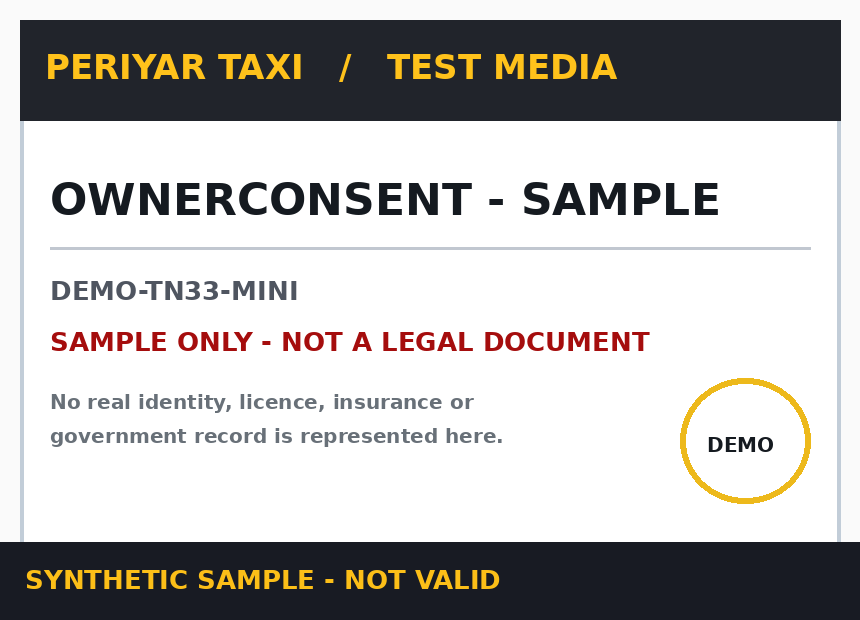 PERIYAR TAXI / TEST MEDIA
OWNERCONSENT - SAMPLE
DEMO-TN33-MINI
SAMPLE ONLY - NOT A LEGAL DOCUMENT
No real identity, licence, insurance or
government record is represented here.
DEMO
SYNTHETIC SAMPLE - NOT VALID